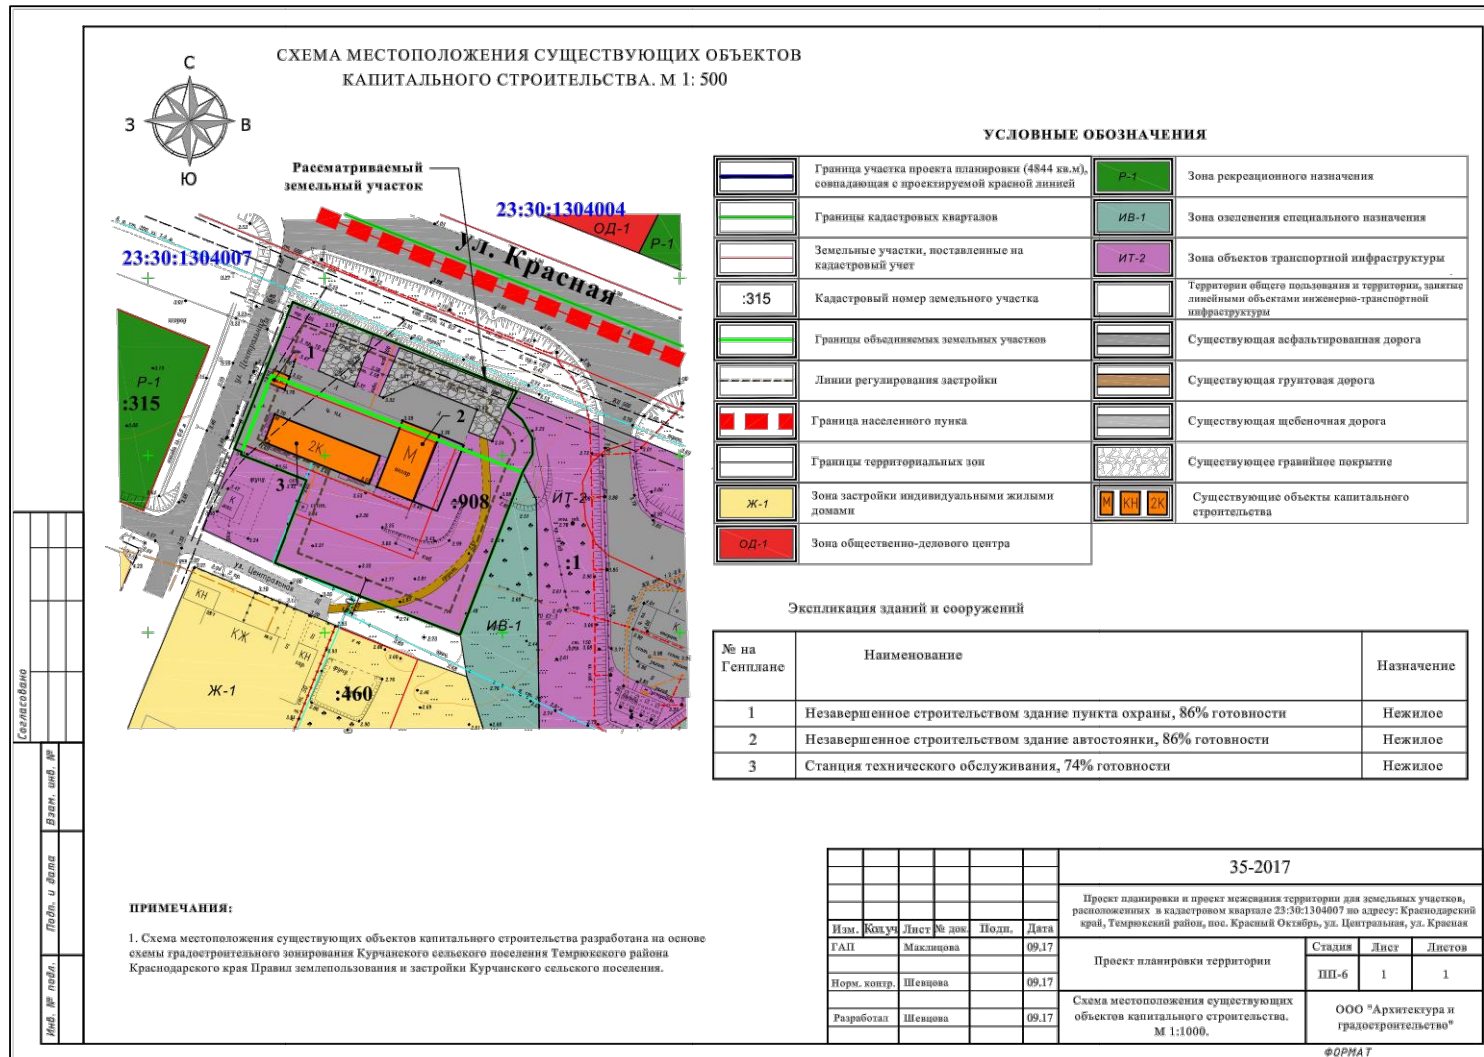 СХЕМА МЕСТОПОЛОЖЕНИЯ СУЩЕСТВУЮЩИХ ОБЪЕКТОВ
КАПИТАЛЬНОГО СТРОИТЕЛЬСТВА. М 1: 500
С
З
В
Ю
Рассматриваемый
земельный участок
23:30:1304004
23:30:1304007
ул. Красная
ОД-1
Р-1
Р-1
:315
ул. Центральная
1
2
3
2К
М
:908
ИТ-2
:1
ИВ-1
ул. Центральная
КН
КЖ
КН
Ж-1
:460
УСЛОВНЫЕ ОБОЗНАЧЕНИЯ
Граница участка проекта планировки (4844 кв.м),
совпадающая с проектируемой красной линией
Границы кадастровых кварталов
Земельные участки, поставленные на
кадастровый учет
:315
Кадастровый номер земельного участка
Границы объединяемых земельных участков
Линии регулирования застройки
Граница населенного пунка
Границы территориальных зон
Ж-1
Зона застройки индивидуальными жилыми
домами
ОД-1
Зона общественно-делового центра
Р-1
Зона рекреационного назначения
ИВ-1
Зона озеленения специального назначения
ИТ-2
Зона объектов транспортной инфраструктуры
Территории общего пользования и территории, занятые
линейными объектами инженерно-транспортной
инфраструктуры
Существующая асфальтированная дорога
Существующая грунтовая дорога
Существующая щебеночная дорога
Существующее гравийное покрытие
М КН 2К
Существующие объекты капитального
строительства
Экспликация зданий и сооружений
№ на
Генплане
Наименование
Назначение
1 Незавершенное строительством здание пункта охраны, 86% готовности Нежилое
2 Незавершенное строительством здание автостоянки, 86% готовности Нежилое
3 Станция технического обслуживания, 74% готовности Нежилое
ПРИМЕЧАНИЯ:
1. Схема местоположения существующих объектов капитального строительства разработана на основе
схемы градостроительного зонирования Курчанского сельского поселения Темрюкского района
Краснодарского края Правил землепользования и застройки Курчанского сельского поселения.
Согласовано
Взам. инв. №
Подп. и дата
Инв. № подл.
35-2017
Проект планировки и проект межевания территории для земельных участков,
расположенных в кадастровом квартале 23:30:1304007 по адресу: Краснодарский
край, Темрюкский район, пос. Красный Октябрь, ул. Центральная, ул. Красная
Изм. Кол.уч Лист № док. Подп. Дата
ГАП Маклицова 09.17
Норм. контр. Шевцова 09.17
Разработал Шевцова 09.17
Проект планировки территории
Стадия Лист Листов
ПП-6 1 1
Схема местоположения существующих
объектов капитального строительства.
М 1:1000.
ООО "Архитектура и
градостроительство"
ФОРМАТ